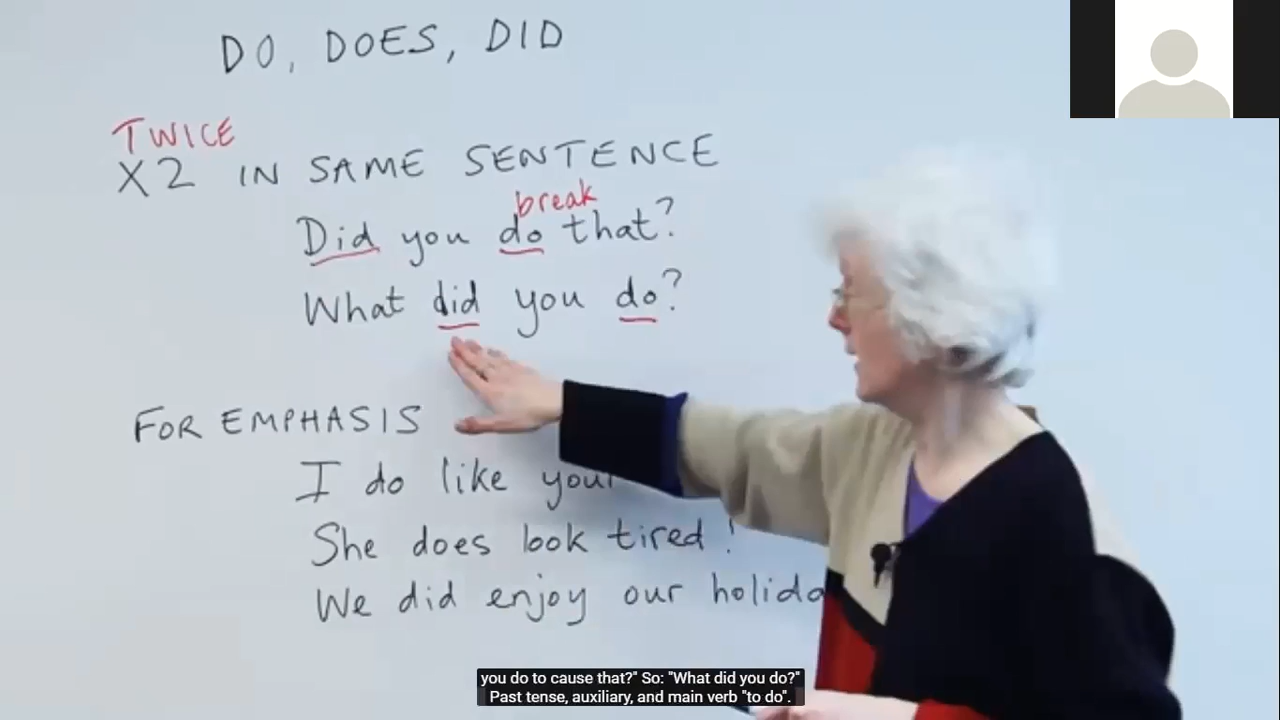 DO, DOES, DID
TWICE
X2 IN SAME SENTENCE
break
Did you do that?
What did you do?
FOR EMPHASIS
I do like your
She does look tired!
We did enjoy our holida
you do to cause that?" So: "What did you do?"
Past tense, auxiliary, and main verb "to do".